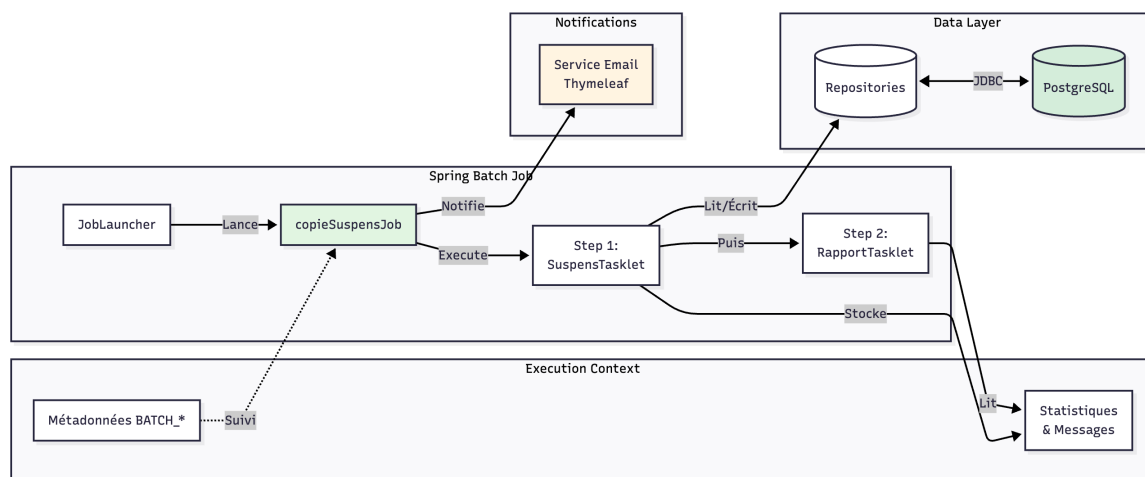 Notifications
Service Email
Thymeleaf
Data Layer
Repositories
JDBC
PostgreSQL
Spring Batch Job
JobLauncher
Lance
copieSuspensJob
Notifie
Execute
Step 1:
SuspensTasklet
Lit/Écrit
Puis
Step 2:
RapportTasklet
Stocke
Execution Context
Métadonnées BATCH_*
Suivi
Lit
Statistiques
& Messages